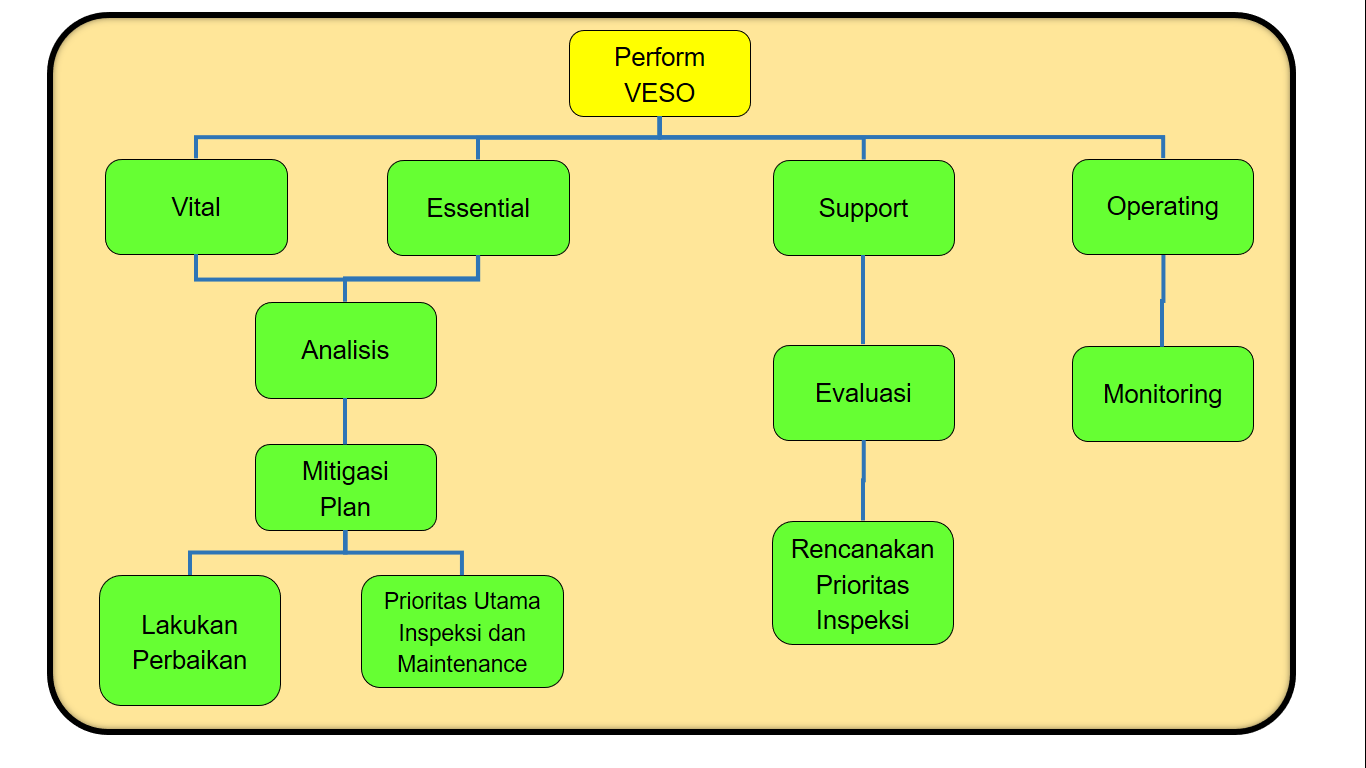 Perform
VESO
Vital
Essential
Support
Operating
Analisis
Evaluasi
Monitoring
Mitigasi
Plan
Rencanakan
Prioritas
Inspeksi
Lakukan
Perbaikan
Prioritas Utama
Inspeksi dan
Maintenance